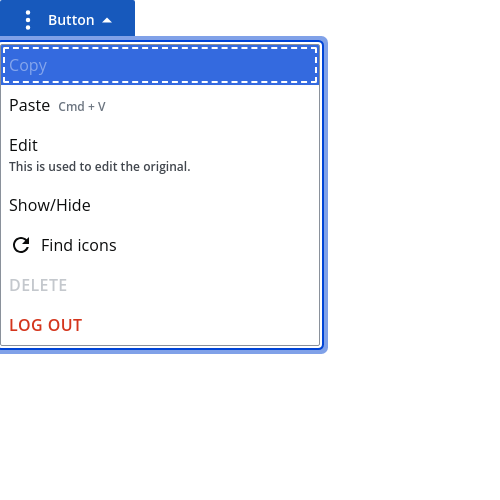 Button
Copy
Paste Cmd + V
Edit
This is used to edit the original.
Show/Hide
Find icons
DELETE
LOG OUT